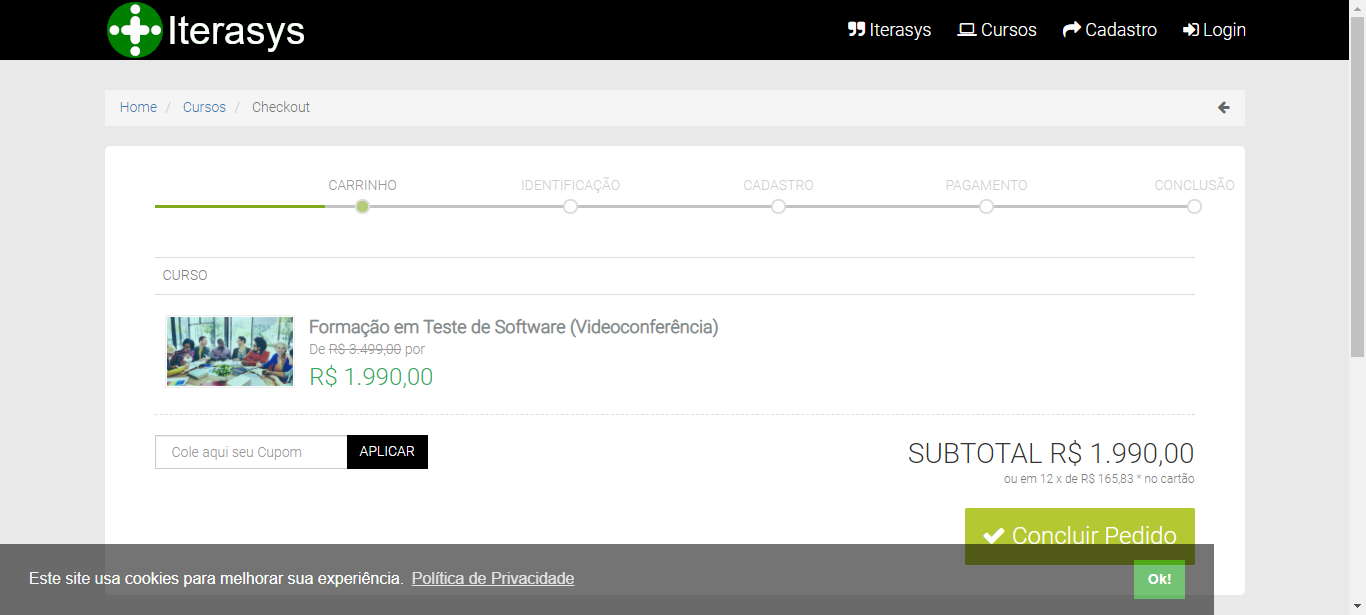 Iterasys
Iterasys Cursos Cadastro Login
Home / Cursos / Checkout
CARRINHO IDENTIFICAÇÃO CADASTRO PAGAMENTO CONCLUSÃO
CURSO
Formação em Teste de Software (Videoconferência)
De R$ 3.499,00 por
R$ 1.990,00
Cole aqui seu Cupom APLICAR
SUBTOTAL R$ 1.990,00
ou em 12 x de R$ 165,83 * no cartão
Concluir Pedido
Este site usa cookies para melhorar sua experiência. Política de Privacidade Ok!